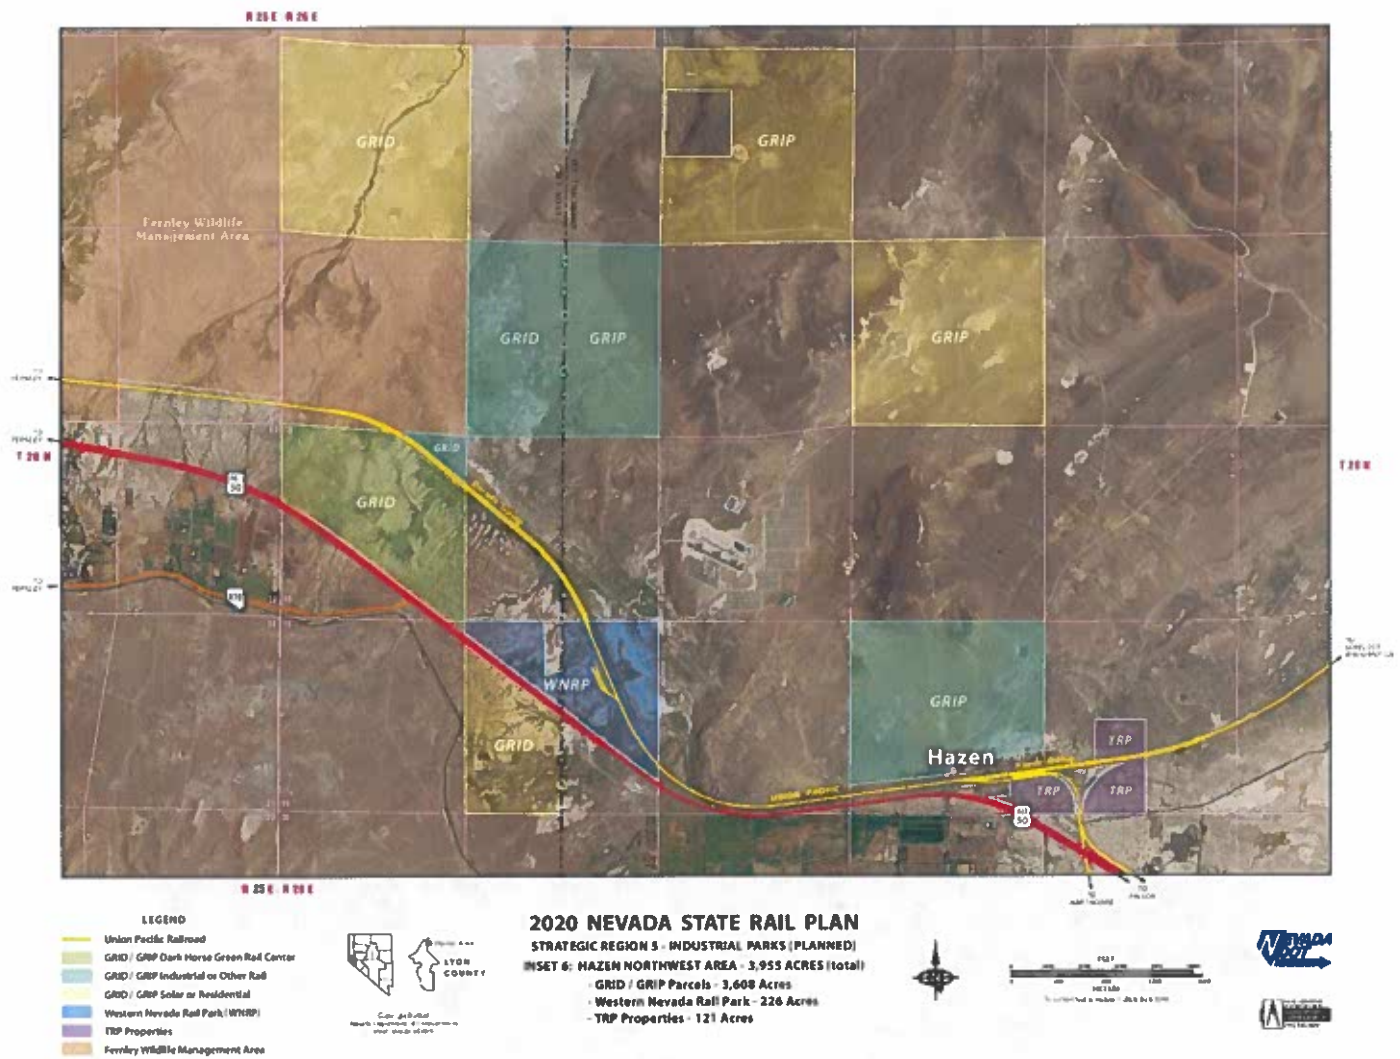 R 25 E R 26 E
GRID
GRIP
Fernley Wildlife
Management Area
GRID GRIP
GRIP
GRID
T 20 N
T 20 N
50
GRID
WNRP
GRIP
GRID
TRP
Hazen
TRP
TRP
UNION PACIFIC
50
R 25 E R 26 E
LEGEND
Union Pacific Railroad
GRID / GRIP Dark Horse Green Rail Center
GRID / GRIP Industrial or Other Rail
GRID / GRIP Solar or Residential
Western Nevada Rail Park (WNRP)
TRP Properties
Fernley Wildlife Management Area
LYON
COUNTY
2020 NEVADA STATE RAIL PLAN
STRATEGIC REGION 5 - INDUSTRIAL PARKS (PLANNED)
INSET 6: HAZEN NORTHWEST AREA - 3,955 ACRES (total)
- GRID / GRIP Parcels - 3,608 Acres
- Western Nevada Rail Park - 226 Acres
- TRP Properties - 121 Acres
FEET
METERS
NEVADA
DOT